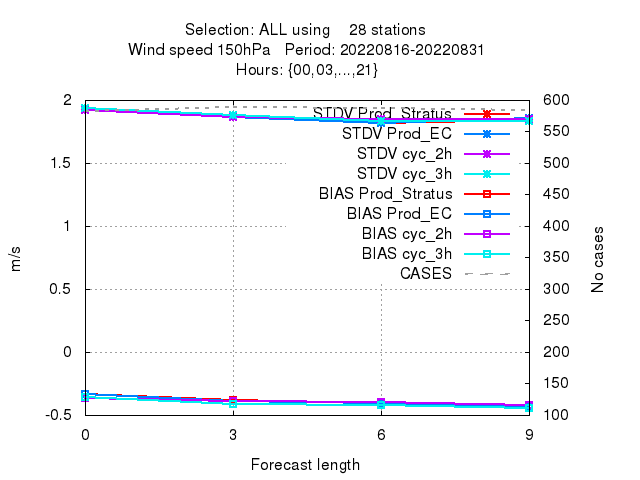 Selection: ALL using    28 stations
Wind speed 150hPa   Period: 20220816-20220831
Hours: {00,03,...,21}
2
1.5
1
0.5
0
-0.5
m/s
STDV Prod_Stratus
STDV Prod_EC
STDV cyc_2h
STDV cyc_3h
BIAS Prod_Stratus
BIAS Prod_EC
BIAS cyc_2h
BIAS cyc_3h
CASES
600
550
500
450
400
350
300
250
200
150
100
No cases
0 3 6 9
Forecast length